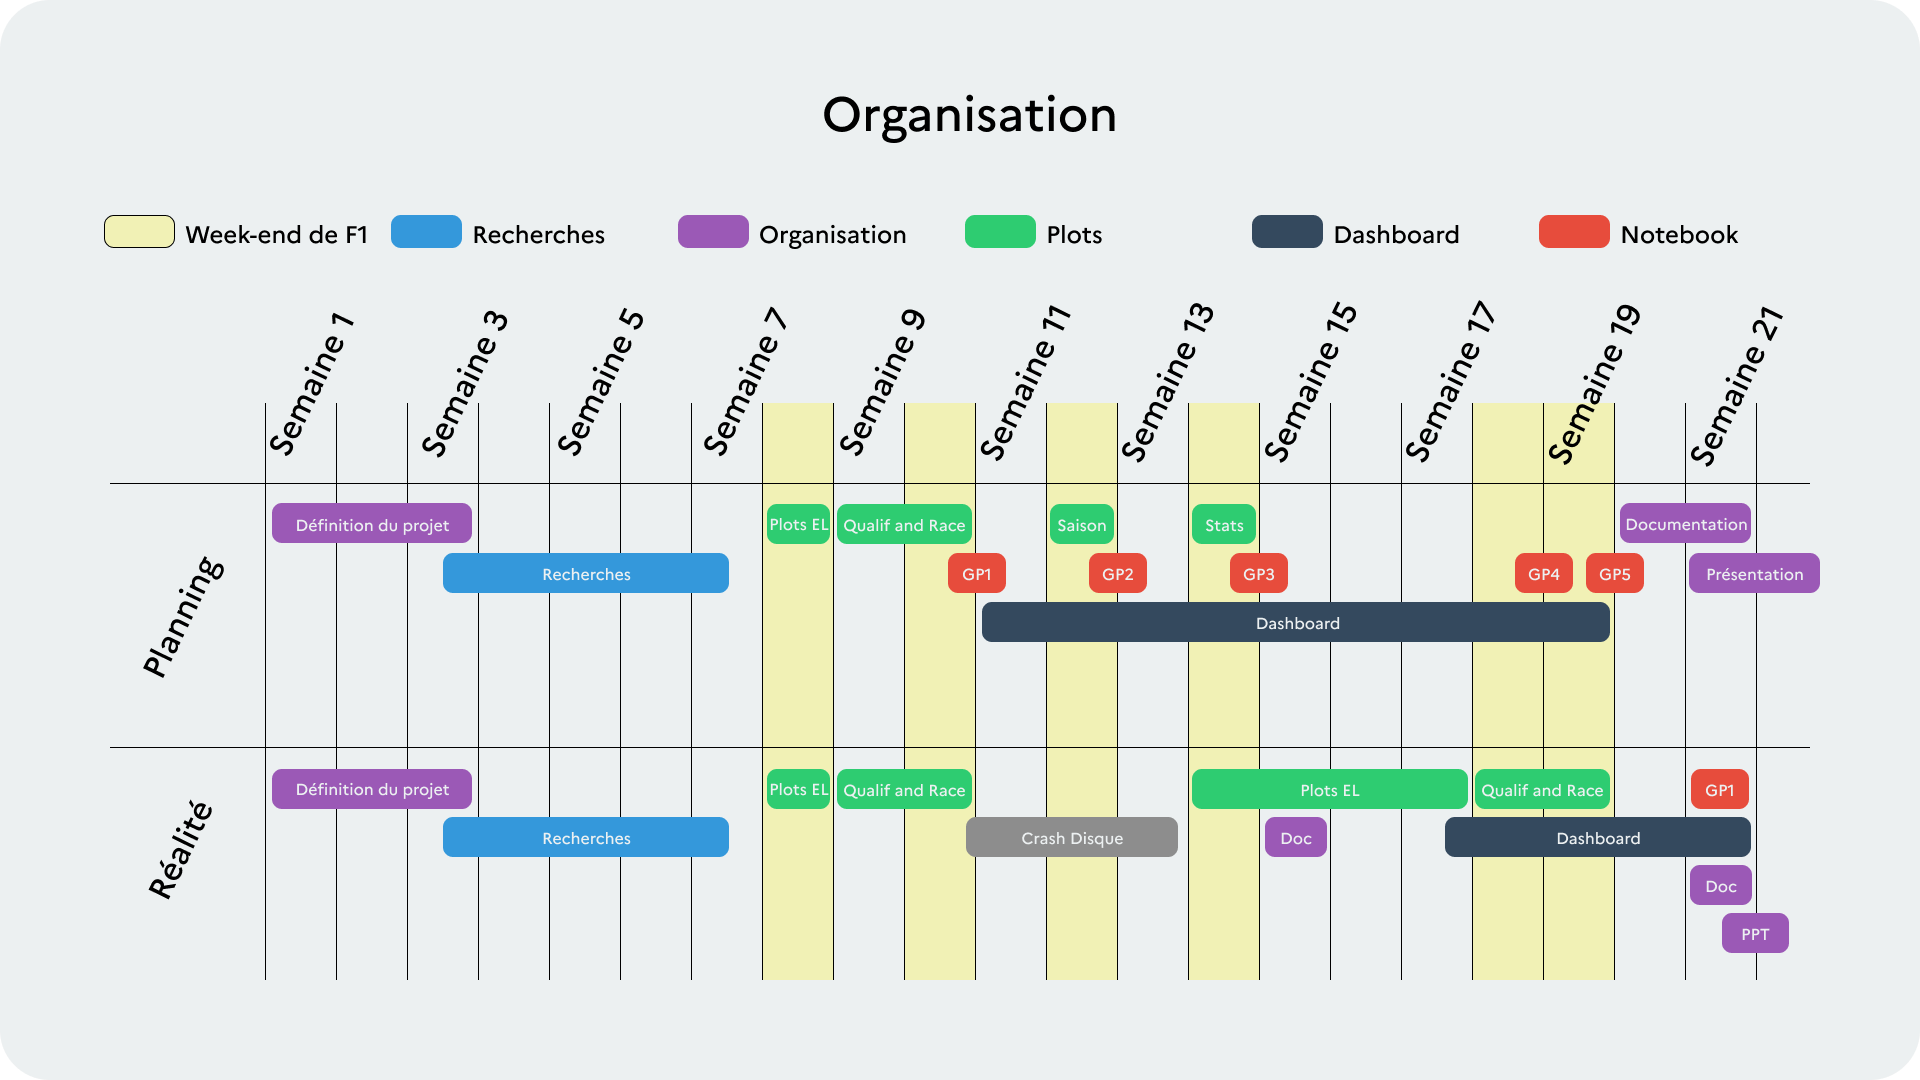 Organisation
Week-end de F1
Recherches
Organisation
Plots
Dashboard
Notebook
Semaine 1
Semaine 3
Semaine 5
Semaine 7
Semaine 9
Semaine 11
Semaine 13
Semaine 15
Semaine 17
Semaine 19
Semaine 21
Planning
Définition du projet
Plots EL
Qualif and Race
Saison
Stats
Documentation
Recherches
GP1
GP2
GP3
GP4
GP5
Présentation
Dashboard
Réalité
Définition du projet
Plots EL
Qualif and Race
Plots EL
Qualif and Race
GP1
Recherches
Crash Disque
Doc
Dashboard
Doc
PPT